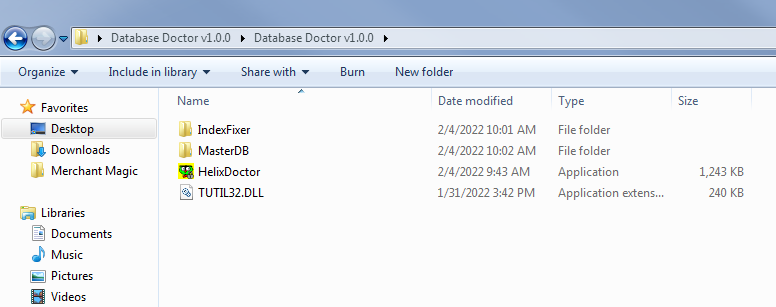 Database Doctor v1.0.0 Database Doctor v1.0.0
Organize Include in library Share with Burn New folder
Favorites
Desktop
Downloads
Merchant Magic
Libraries
Documents
Music
Pictures
Videos
Name Date modified Type Size
IndexFixer 2/4/2022 10:01 AM File folder
MasterDB 2/4/2022 10:02 AM File folder
HelixDoctor 2/4/2022 9:43 AM Application 1,243 KB
TUTIL32.DLL 1/31/2022 3:42 PM Application extens... 240 KB